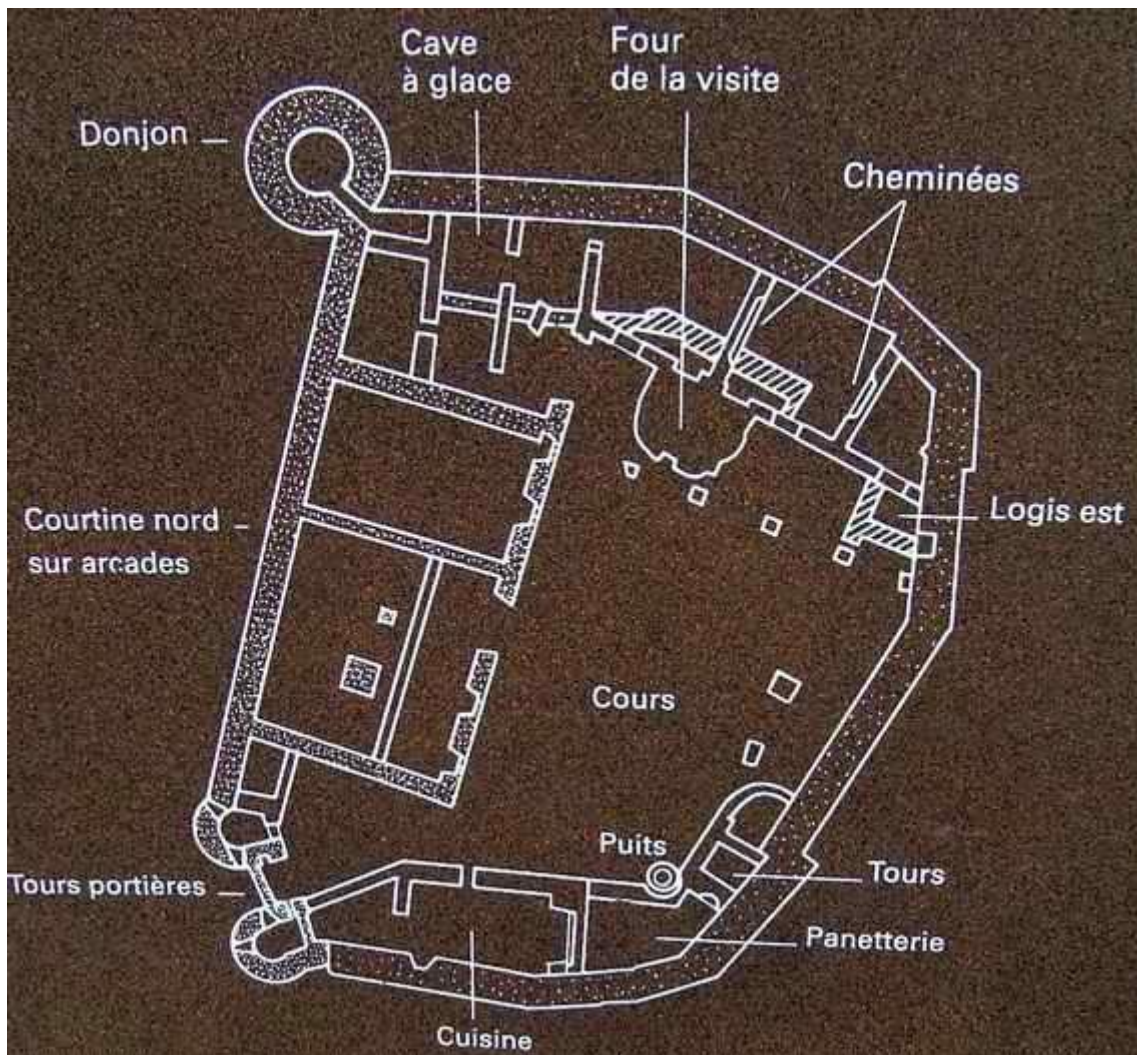 Cave
à glace
Four
de la visite
Donjon
Cheminées
Courtine nord
sur arcades
Logis est
Cours
Puits
Tours portières
Tours
Panetterie
Cuisine